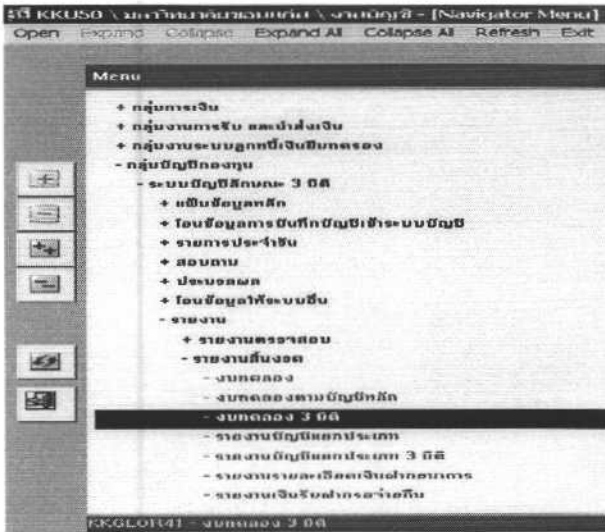 KKU50 \ มหาวิทยาลัยขอนแก่น \ งานบัญชี - [Navigator Menu]
Open Expand Collapse Expand All Collapse All Refresh Exit
Menu
+ กลุ่มการเงิน
+ กลุ่มงานการรับ และนำส่งเงิน
+ กลุ่มงานระบบลูกหนี้เงินยืมทดรอง
- กลุ่มบัญชีกองทุน
- ระบบบัญชีลักษณะ 3 มิติ
+ แฟ้มข้อมูลหลัก
+ โอนข้อมูลการบันทึกบัญชีเข้าระบบบัญชี
+ รายการประจำวัน
+ สอบถาม
+ ประมวลผล
+ โอนข้อมูลให้ระบบอื่น
- รายงาน
+ รายงานตรวจสอบ
- รายงานสิ้นงวด
- งบทดลอง
- งบทดลองตามบัญชีหลัก
- งบทดลอง 3 มิติ
- รายงานบัญชีแยกประเภท
- รายงานบัญชีแยกประเภท 3 มิติ
- รายงานรายละเอียดเงินฝากธนาคาร
- รายงานเงินรับฝากรอจ่ายคืน
KKGLOR41 - งบทดลอง 3 มิติ